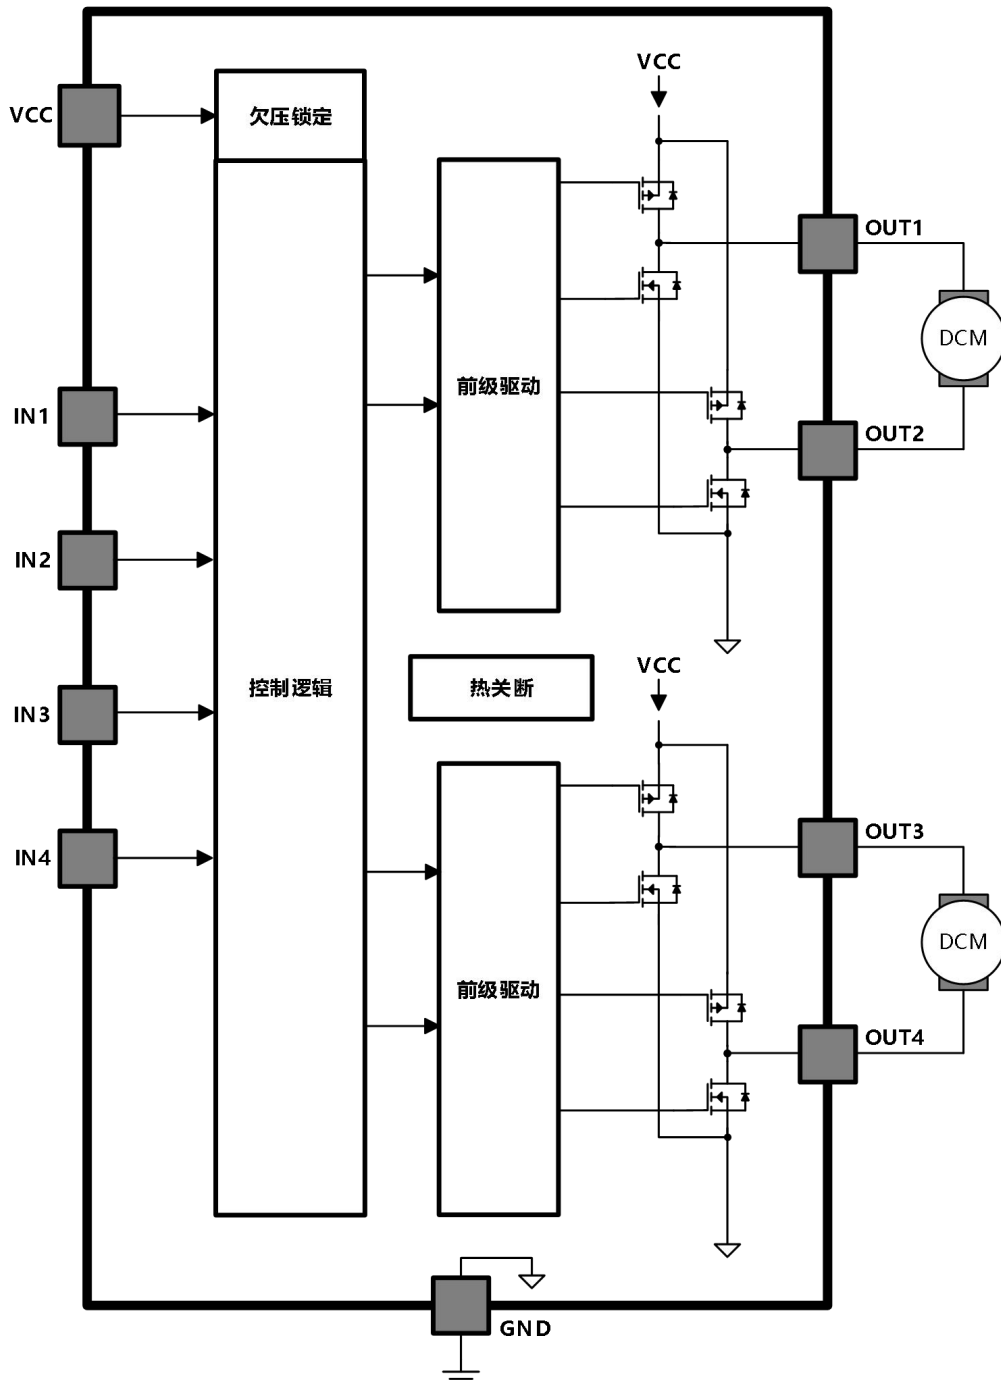 VCC
欠压锁定
VCC
OUT1
DCM
前级驱动
IN1
OUT2
IN2
VCC
控制逻辑
热关断
IN3
OUT3
IN4
DCM
前级驱动
OUT4
GND